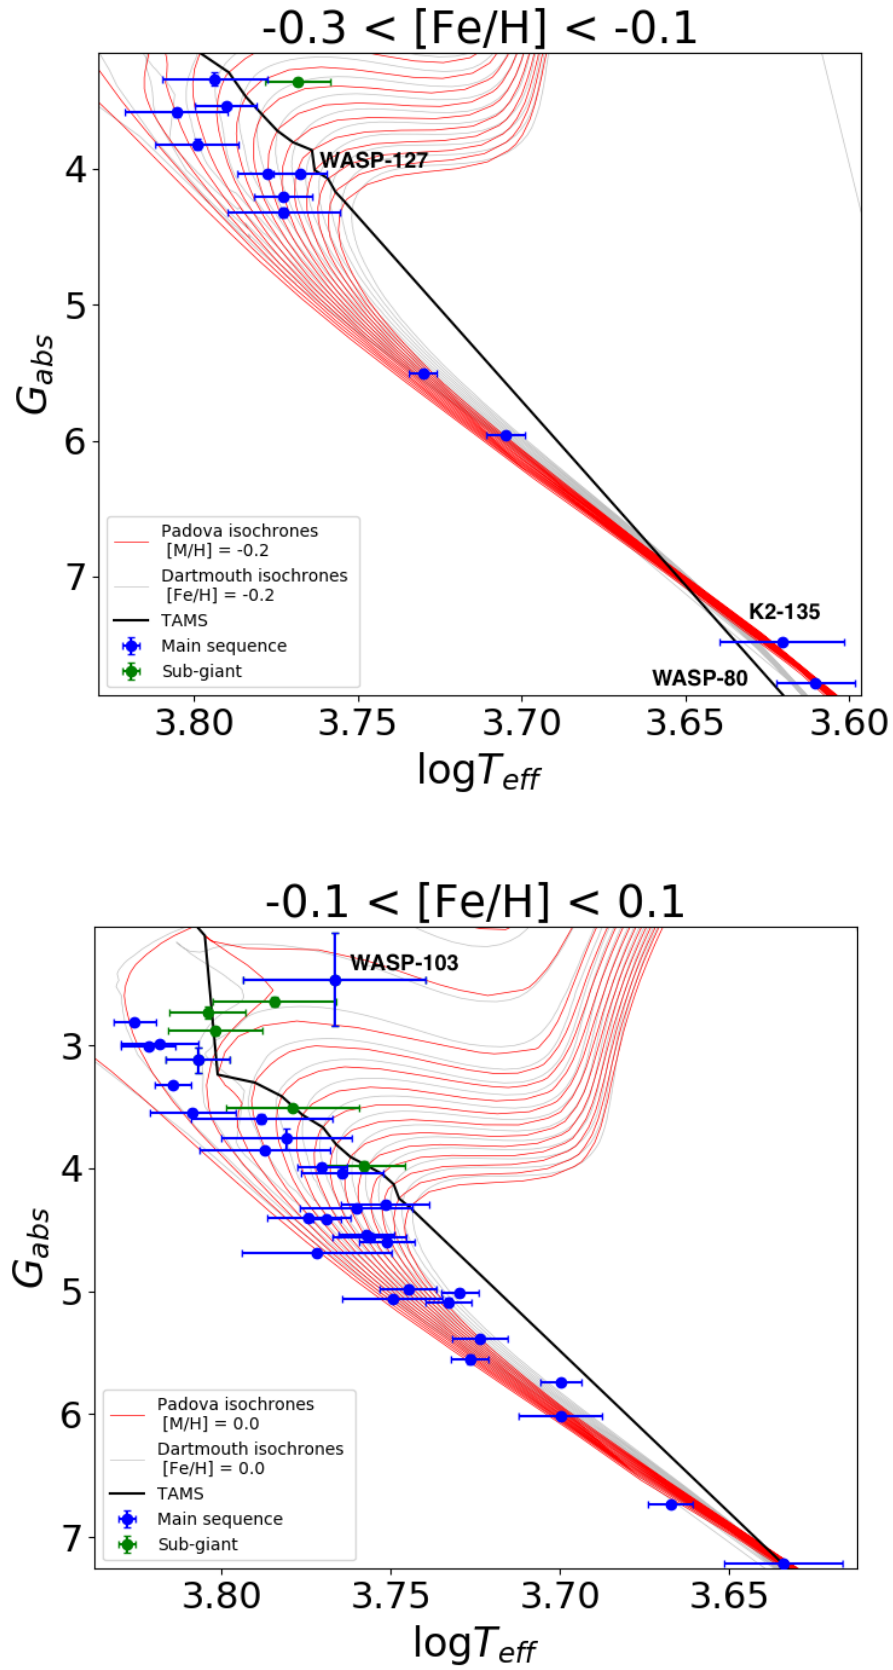 -0.3 < [Fe/H] < -0.1
WASP-127
4
5
6
7
G_abs
Padova isochrones
[M/H] = -0.2
Dartmouth isochrones
[Fe/H] = -0.2
TAMS
Main sequence
Sub-giant
K2-135
WASP-80
3.80 3.75 3.70 3.65 3.60
logT_eff
-0.1 < [Fe/H] < 0.1
WASP-103
3
4
5
6
7
G_abs
Padova isochrones
[M/H] = 0.0
Dartmouth isochrones
[Fe/H] = 0.0
TAMS
Main sequence
Sub-giant
3.80 3.75 3.70 3.65
logT_eff